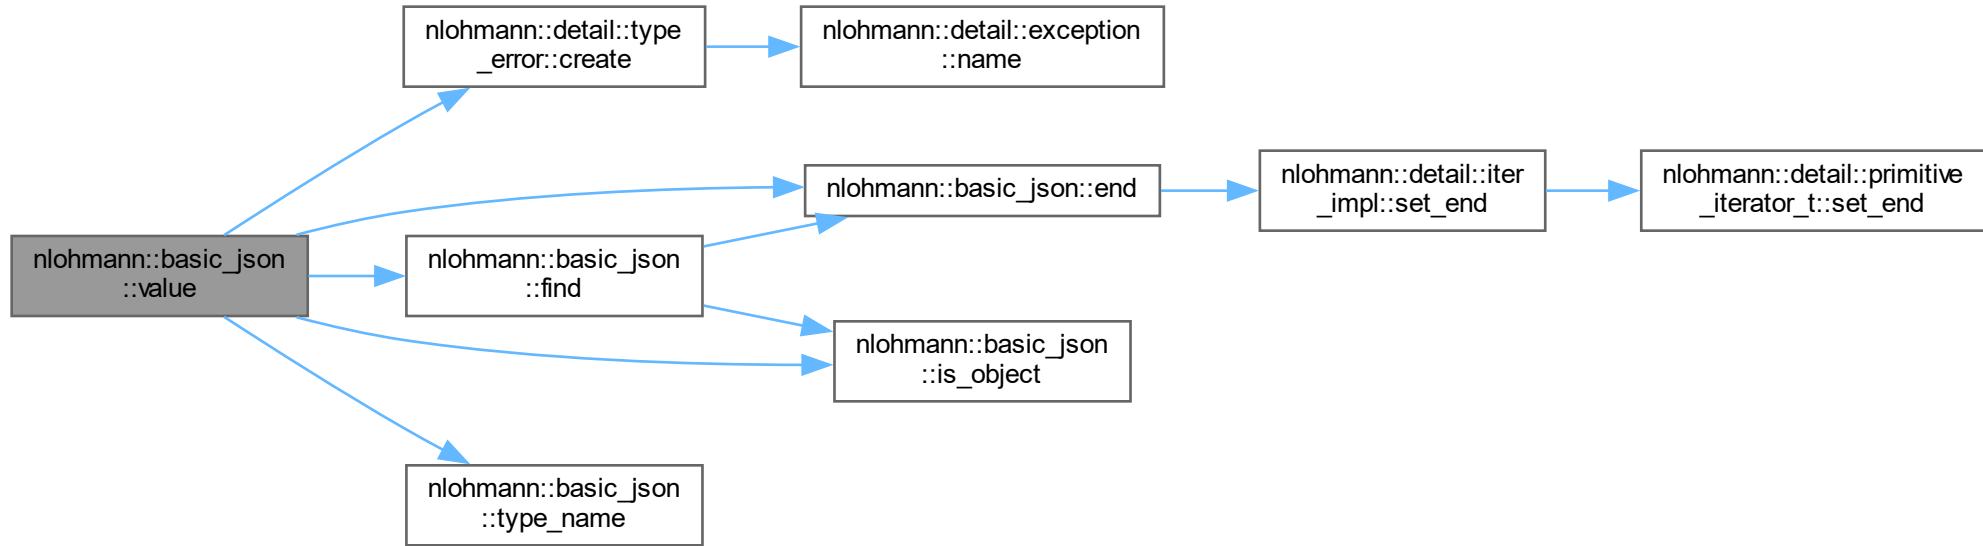 nlohmann::detail::type
_error::create
nlohmann::detail::exception
::name
nlohmann::basic_json::end
nlohmann::detail::iter
_impl::set_end
nlohmann::detail::primitive
_iterator_t::set_end
nlohmann::basic_json
::value
nlohmann::basic_json
::find
nlohmann::basic_json
::is_object
nlohmann::basic_json
::type_name